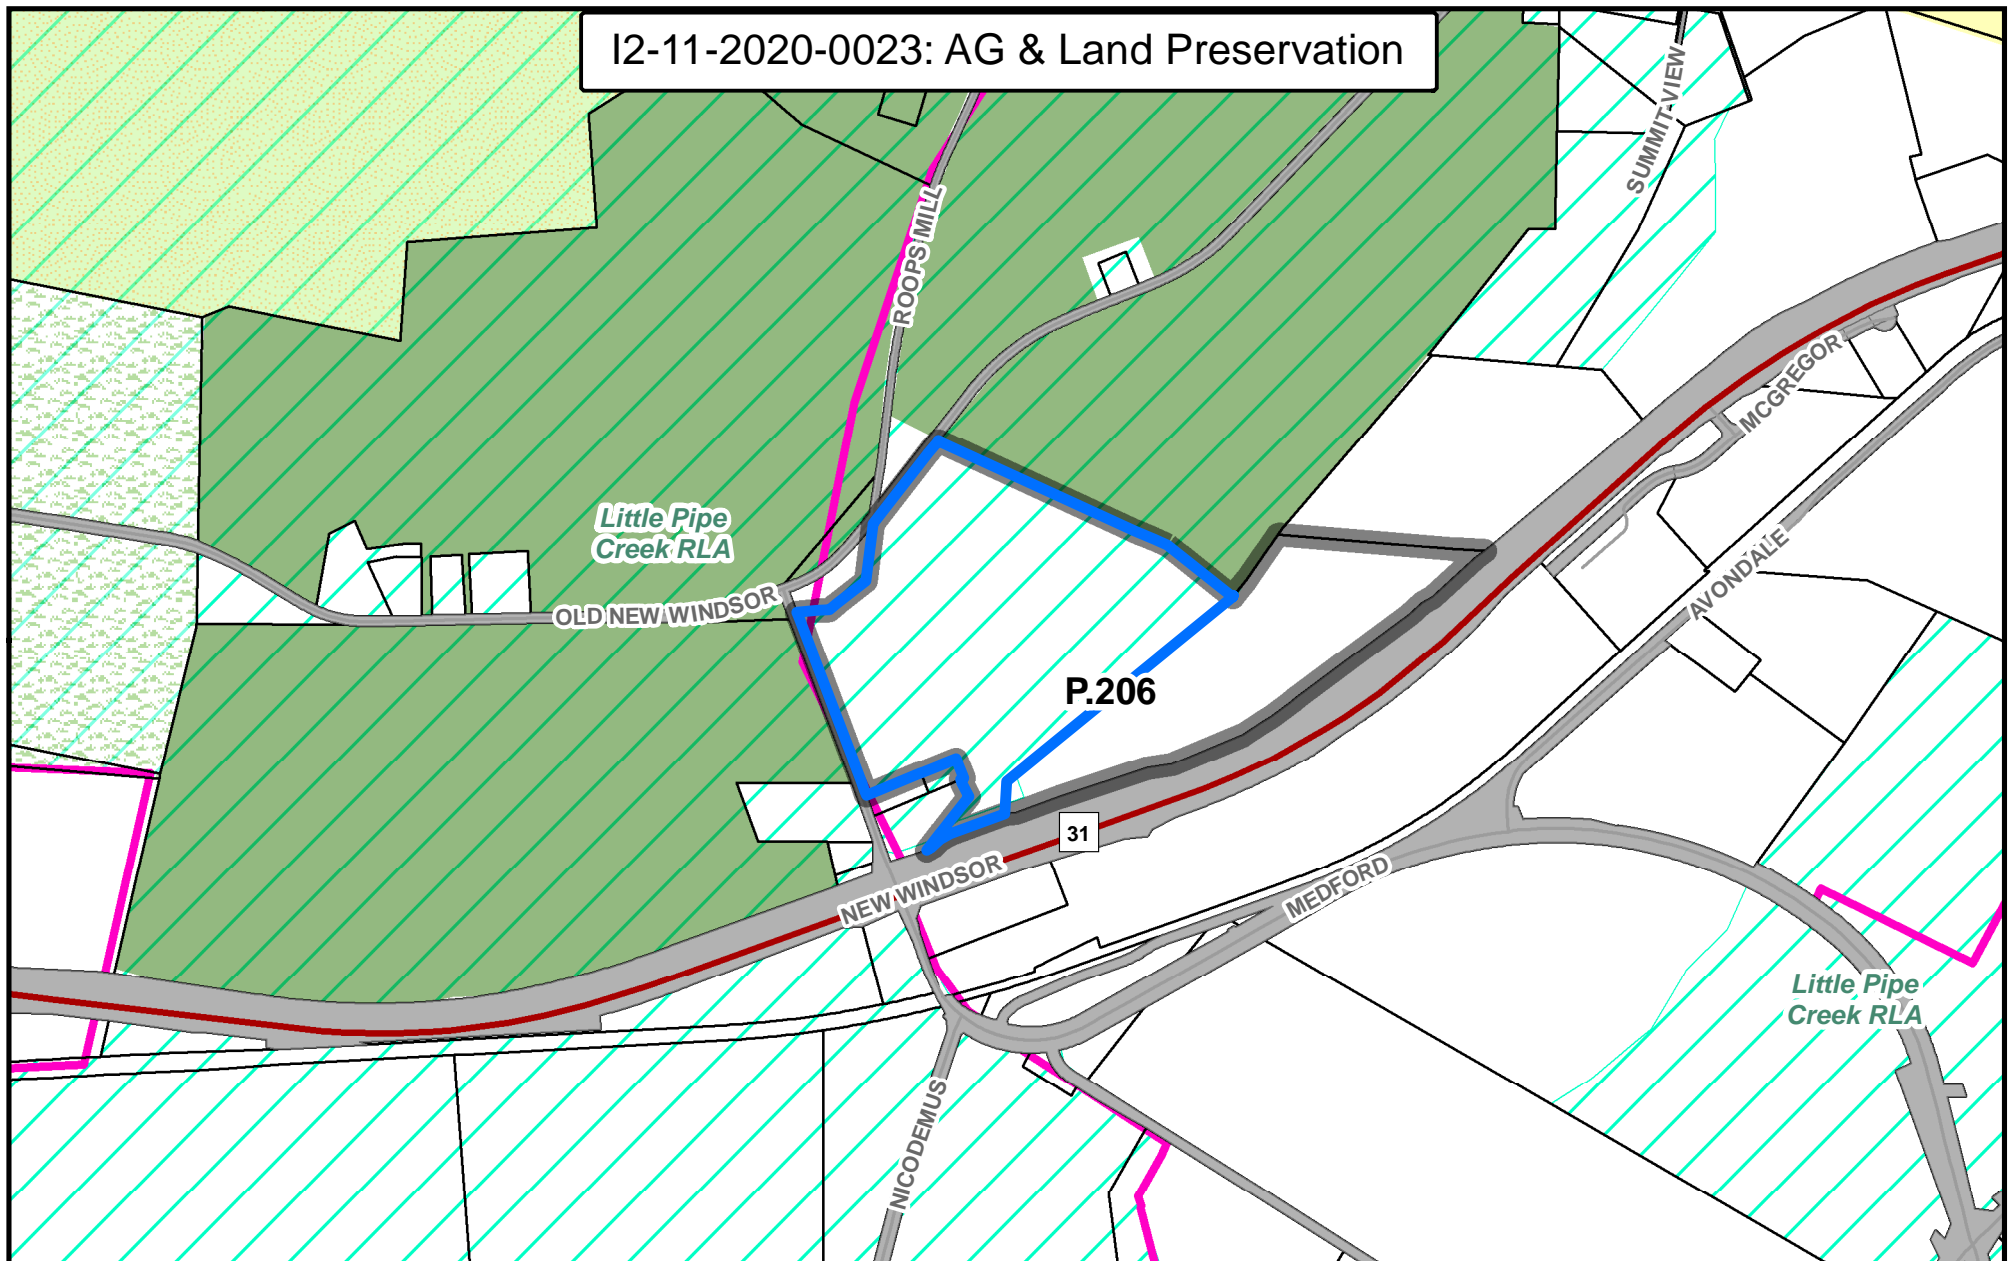 I2-11-2020-0023: AG & Land Preservation
SUMMIT VIEW
ROOPS MILL
MCGREGOR
Little Pipe
Creek RLA
AVONDALE
OLD NEW WINDSOR
P.206
31
NEW WINDSOR
MEDFORD
Little Pipe
Creek RLA
NICODEMUS